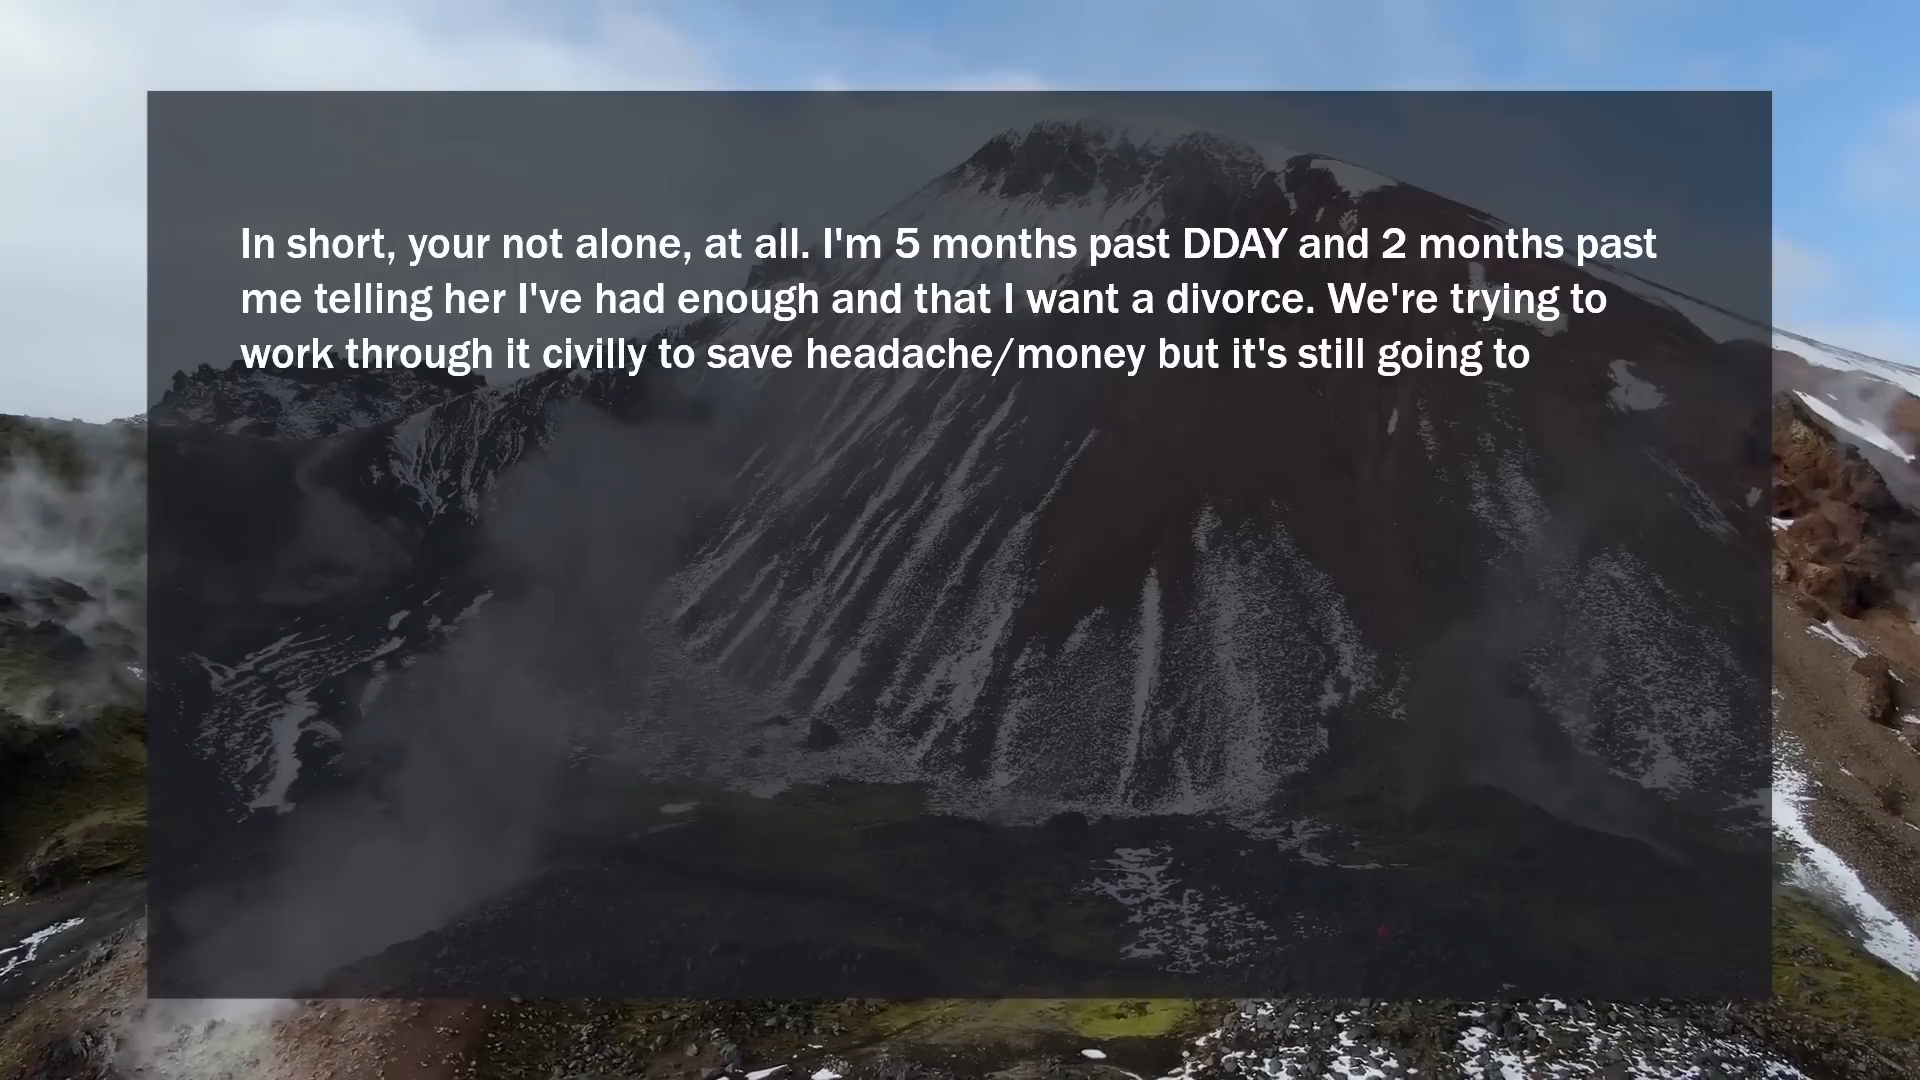 In short, your not alone, at all. I'm 5 months past DDAY and 2 months past
me telling her I've had enough and that I want a divorce. We're trying to
work through it civilly to save headache/money but it's still going to